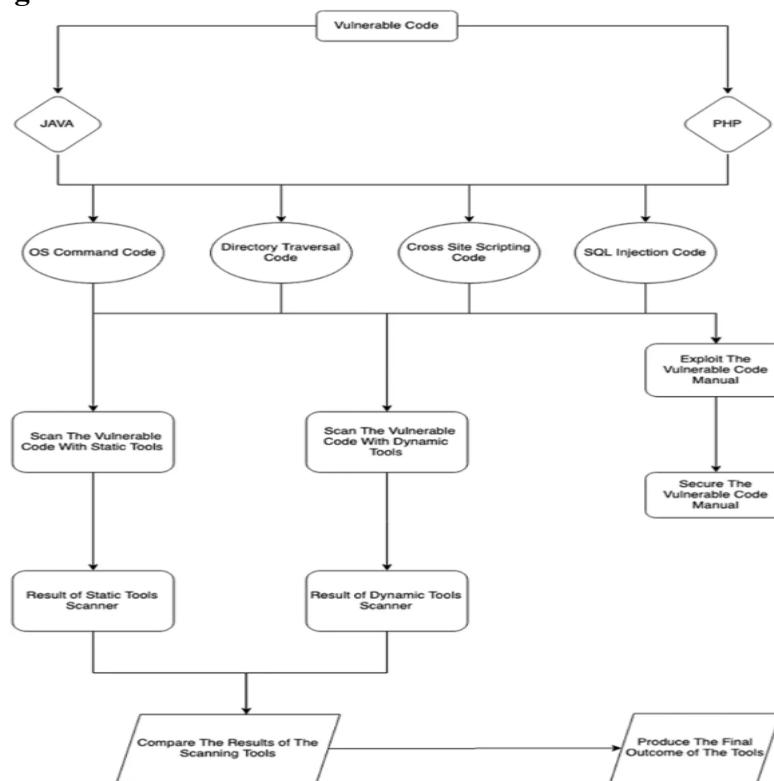 g
Vulnerable Code
JAVA
PHP
OS Command Code
Directory Traversal
Code
Cross Site Scripting
Code
SQL Injection Code
Exploit The
Vulnerable Code
Manual
Scan The Vulnerable
Code With Static Tools
Scan The Vulnerable
Code With Dynamic
Tools
Secure The
Vulnerable Code
Manual
Result of Static Tools
Scanner
Result of Dynamic Tools
Scanner
Compare The Results of The
Scanning Tools
Produce The Final
Outcome of The Tools